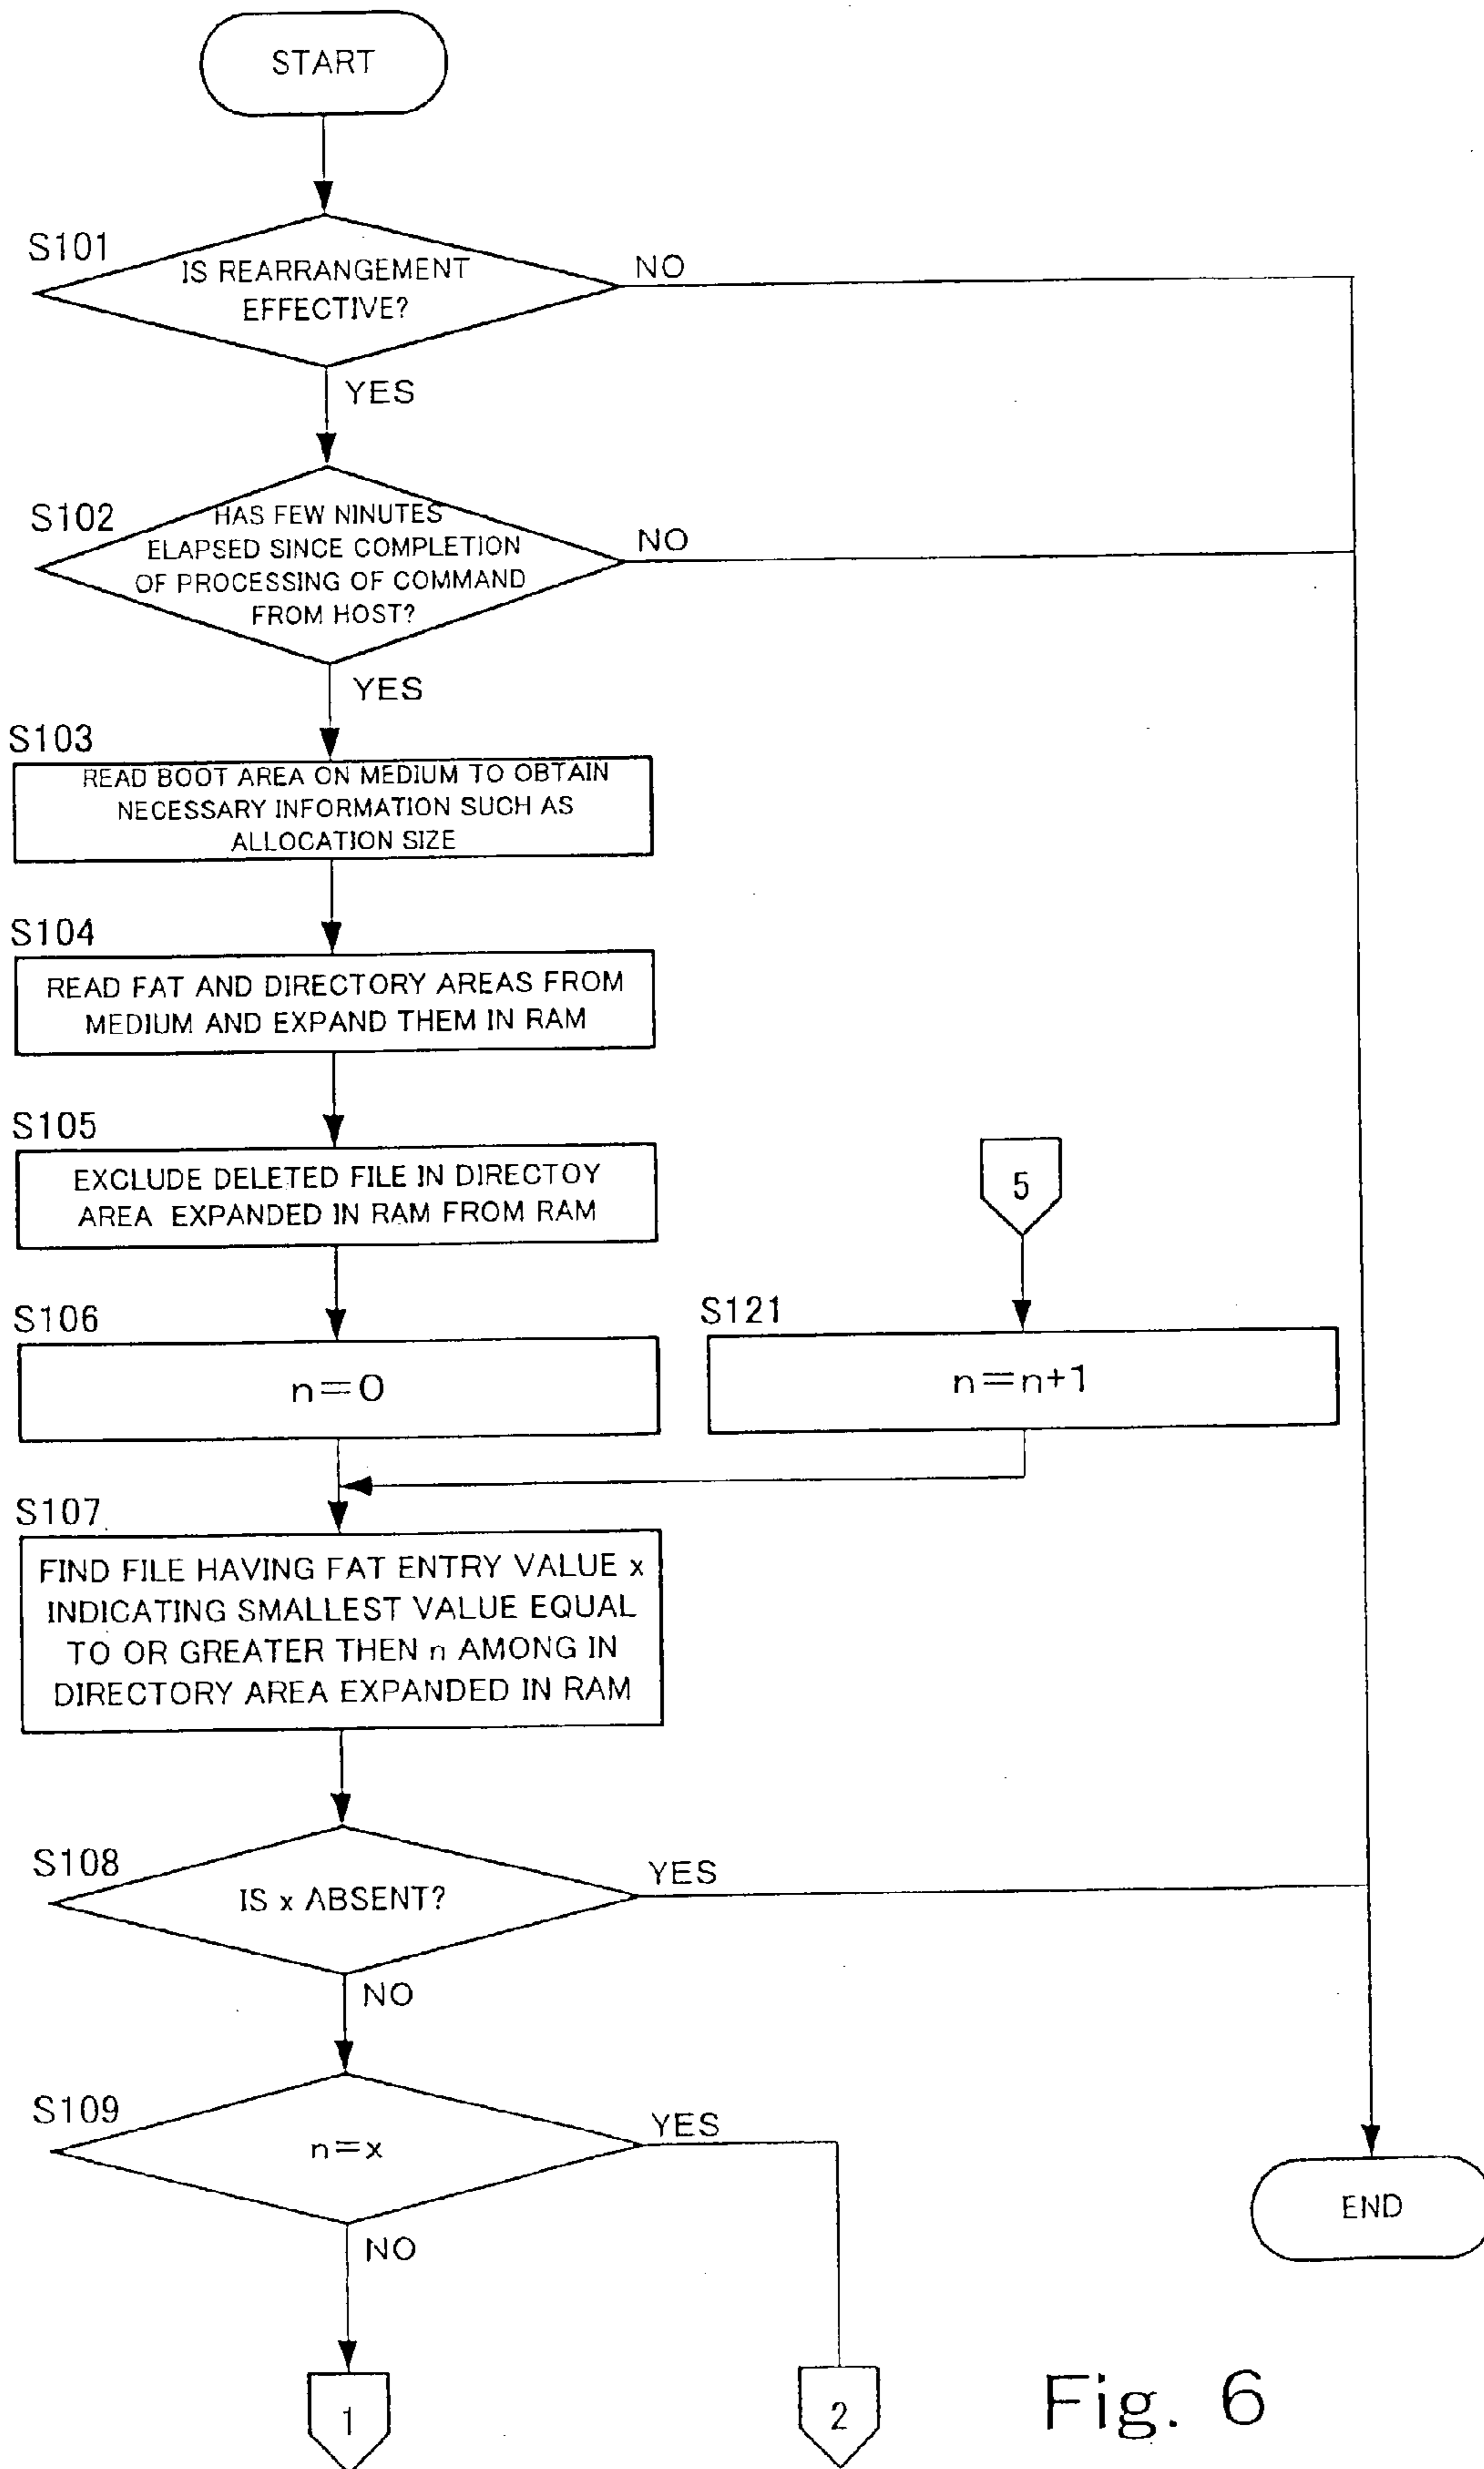 START
S101
IS REARRANGEMENT
EFFECTIVE?
NO
YES
S102
HAS FEW NINUTES
ELAPSED SINCE COMPLETION
OF PROCESSING OF COMMAND
FROM HOST?
NO
YES
S103
READ BOOT AREA ON MEDIUM TO OBTAIN
NECESSARY INFORMATION SUCH AS
ALLOCATION SIZE
S104
READ FAT AND DIRECTORY AREAS FROM
MEDIUM AND EXPAND THEM IN RAM
S105
EXCLUDE DELETED FILE IN DIRECTOY
AREA EXPANDED IN RAM FROM RAM
5
S106
n=0
S121
n=n+1
S107
FIND FILE HAVING FAT ENTRY VALUE x
INDICATING SMALLEST VALUE EQUAL
TO OR GREATER THEN n AMONG IN
DIRECTORY AREA EXPANDED IN RAM
S108
IS x ABSENT?
YES
NO
S109
n=x
YES
NO
END
1
2
Fig. 6